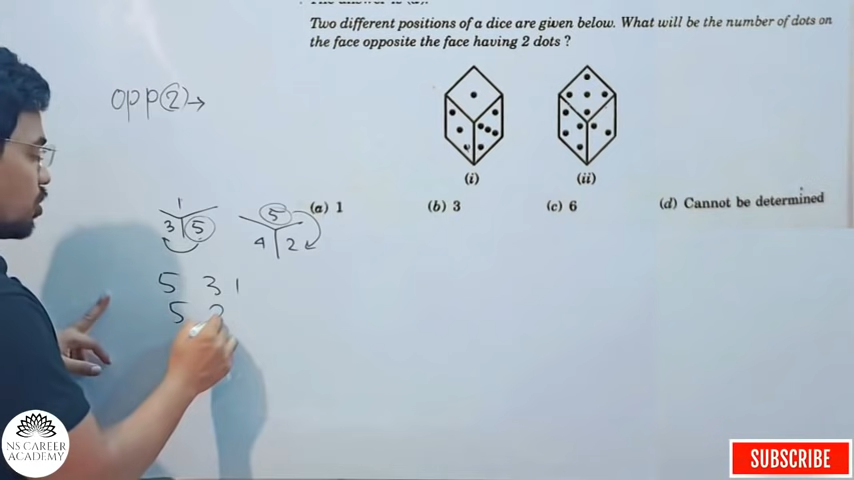 Two different positions of a dice are given below. What will be the number of dots on
the face opposite the face having 2 dots ?
opp ② →
(i) (ii)
(a) 1 (b) 3 (c) 6 (d) Cannot be determined
1
3 5
5
4 2
5 3 1
5
NS CAREER
ACADEMY
SUBSCRIBE